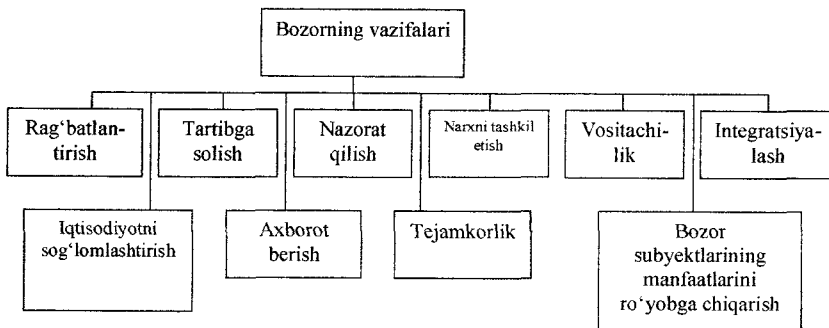 Bozorning vazifalari
Rag‘batlan-
tirish
Tartibga
solish
Nazorat
qilish
Narxni tashkil
etish
Vositachi-
lik
Integratsiya-
lash
Iqtisodiyotni
sog‘lomlashtirish
Axborot
berish
Tejamkorlik
Bozor
subyektlarining
manfaatlarini
ro‘yobga chiqarish